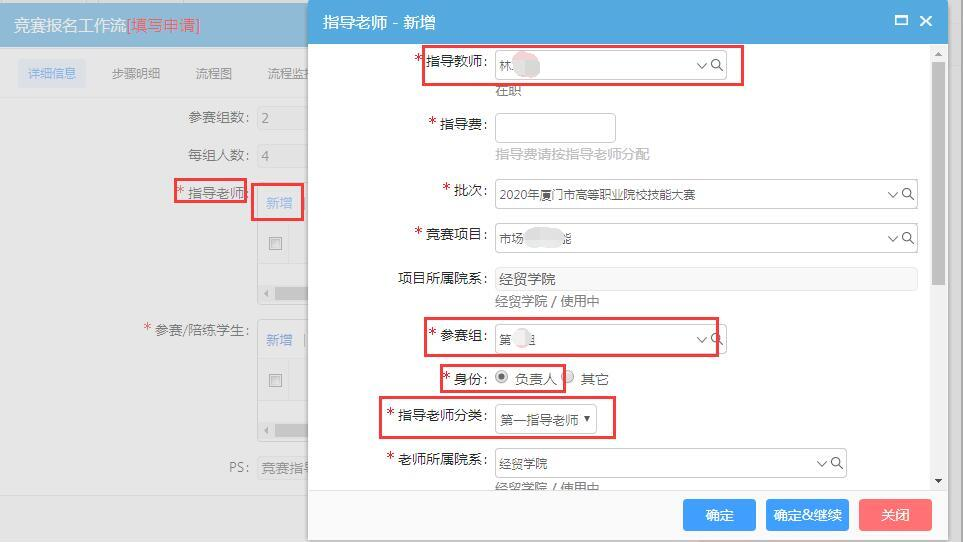 竞赛报名工作流[填写申请]
详细信息 步骤明细 流程图 流程监控
参赛组数: 2
每组人数: 4
* 指导老师:
新增
* 参赛/陪练学生:
新增
PS: 竞赛指导
指导老师 - 新增
* 指导教师: 林
在职
* 指导费:
指导费请按指导老师分配
* 批次: 2020年厦门市高等职业院校技能大赛
* 竞赛项目: 市场 能
项目所属院系: 经贸学院
经贸学院 / 使用中
* 参赛组: 第 组
* 身份: 负责人 其它
* 指导老师分类: 第一指导老师
* 老师所属院系: 经贸学院
经贸学院 / 使用中
确定 确定&继续 关闭